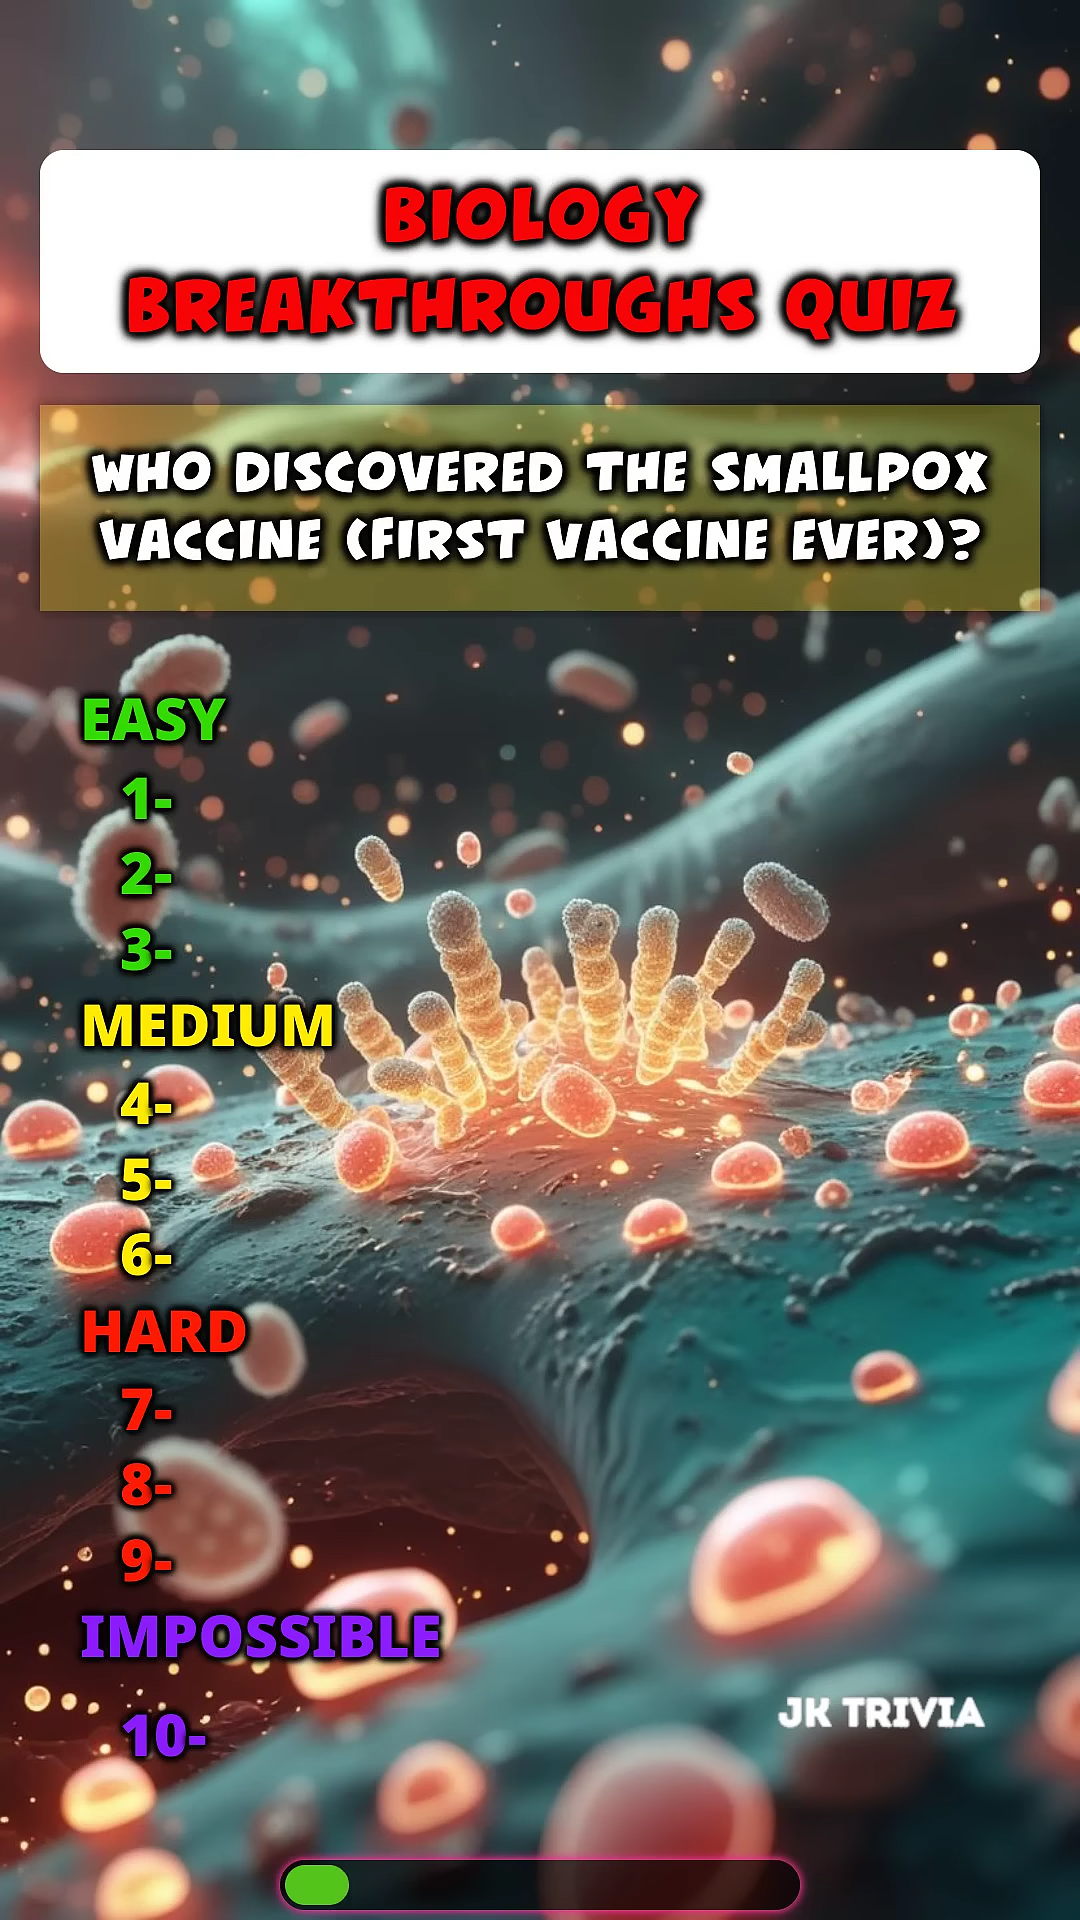 BIOLOGY
BREAKTHROUGHS QUIZ
WHO DISCOVERED THE SMALLPOX
VACCINE (FIRST VACCINE EVER)?
EASY
1-
2-
3-
MEDIUM
4-
5-
6-
HARD
7-
8-
9-
IMPOSSIBLE
10-
JK TRIVIA